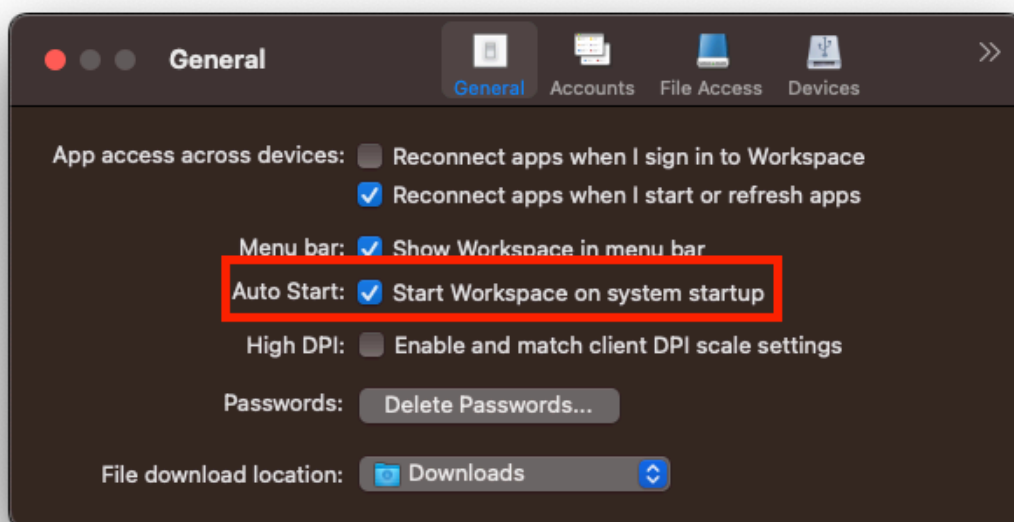 General
General Accounts File Access Devices
App access across devices: Reconnect apps when I sign in to Workspace
Reconnect apps when I start or refresh apps
Menu bar: Show Workspace in menu bar
Auto Start: Start Workspace on system startup
High DPI: Enable and match client DPI scale settings
Passwords: Delete Passwords...
File download location: Downloads